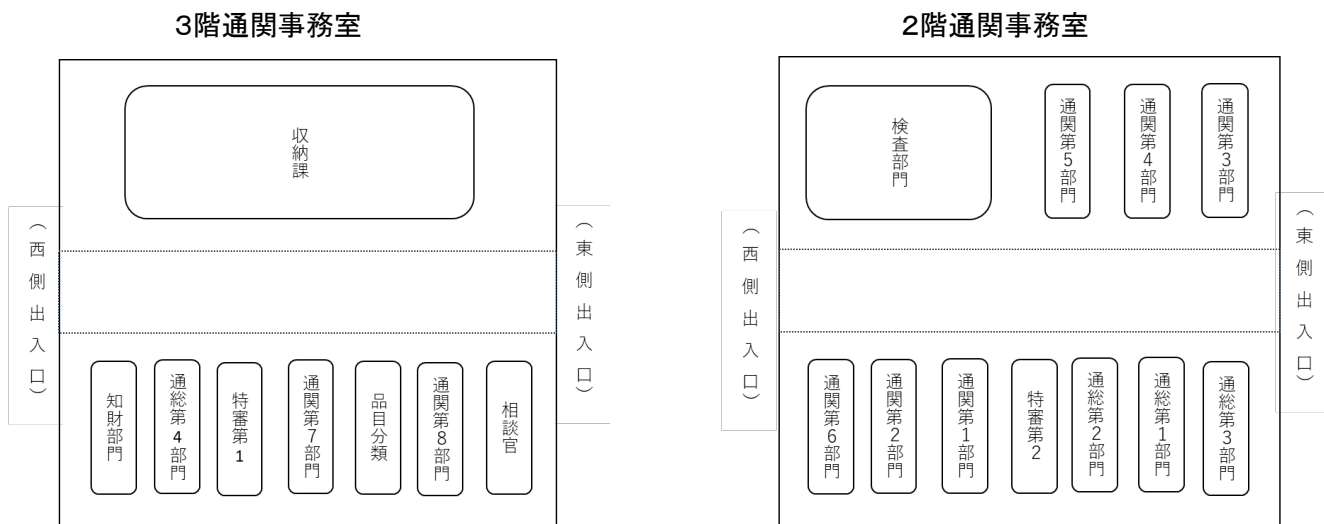 3階通関事務室
収納課
（西側出入口）
（東側出入口）
知財部門
通総第4部門
特審第1
通関第7部門
品目分類
通関第8部門
相談官
2階通関事務室
検査部門
通関第5部門
通関第4部門
通関第3部門
（西側出入口）
（東側出入口）
通関第6部門
通関第2部門
通関第1部門
特審第2
通総第2部門
通総第1部門
通総第3部門